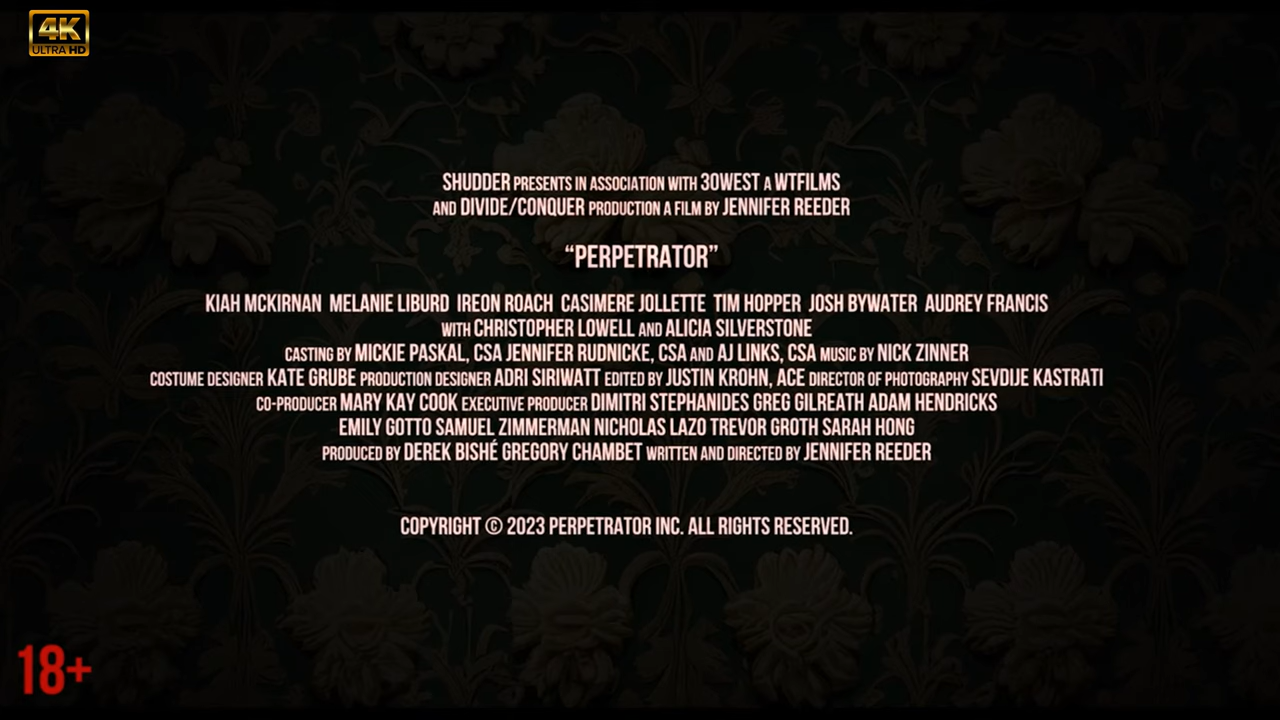 4K
ULTRA HD
SHUDDER PRESENTS IN ASSOCIATION WITH 30WEST A WTFILMS
AND DIVIDE/CONQUER PRODUCTION A FILM BY JENNIFER REEDER
“PERPETRATOR”
KIAH MCKIRNAN MELANIE LIBURD IREON ROACH CASIMERE JOLLETTE TIM HOPPER JOSH BYWATER AUDREY FRANCIS
WITH CHRISTOPHER LOWELL AND ALICIA SILVERSTONE
CASTING BY MICKIE PASKAL, CSA JENNIFER RUDNICKE, CSA AND AJ LINKS, CSA MUSIC BY NICK ZINNER
COSTUME DESIGNER KATE GRUBE PRODUCTION DESIGNER ADRI SIRIWATT EDITED BY JUSTIN KROHN, ACE DIRECTOR OF PHOTOGRAPHY SEVDIJE KASTRATI
CO-PRODUCER MARY KAY COOK EXECUTIVE PRODUCER DIMITRI STEPHANIDES GREG GILREATH ADAM HENDRICKS
EMILY GOTTO SAMUEL ZIMMERMAN NICHOLAS LAZO TREVOR GROTH SARAH HONG
PRODUCED BY DEREK BISHÉ GREGORY CHAMBET WRITTEN AND DIRECTED BY JENNIFER REEDER
COPYRIGHT © 2023 PERPETRATOR INC. ALL RIGHTS RESERVED.
18+